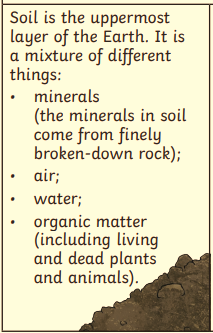 Soil is the uppermost
layer of the Earth. It is
a mixture of different
things:
• minerals
(the minerals in soil
come from finely
broken-down rock);
• air;
• water;
• organic matter
(including living
and dead plants
and animals).